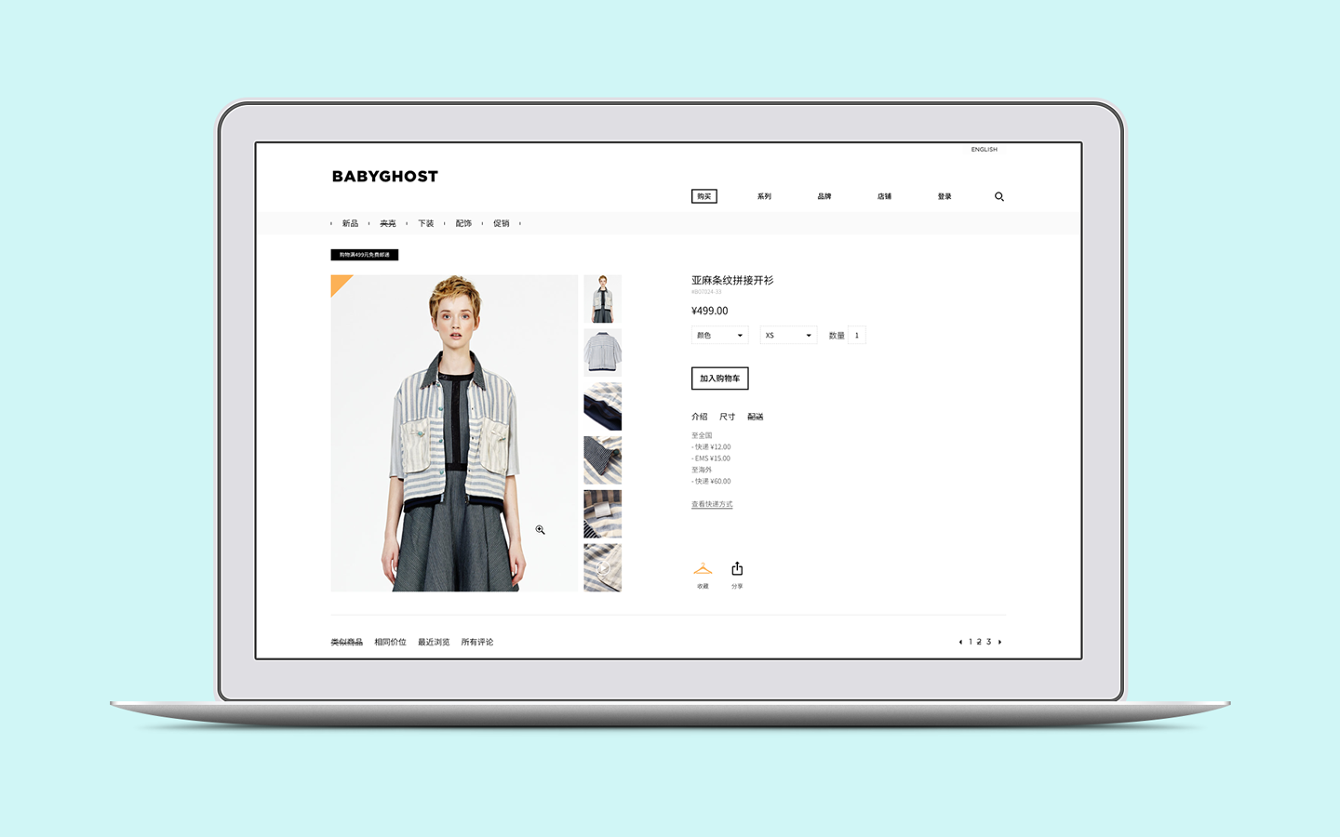 ENGLISH
BABYGHOST
购买 系列 品牌 店铺 登录
新品 夹克 下装 配饰 促销
购物满499元免费邮递
亚麻条纹拼接开衫
¥499.00
颜色 XS 数量 1
加入购物车
介绍 尺寸 配送
至全国
- 快递 ¥12.00
- EMS ¥15.00
至海外
- 快递 ¥60.00
查看快递方式
收藏 分享
类似商品 相同价位 最近浏览 所有评论
1 2 3